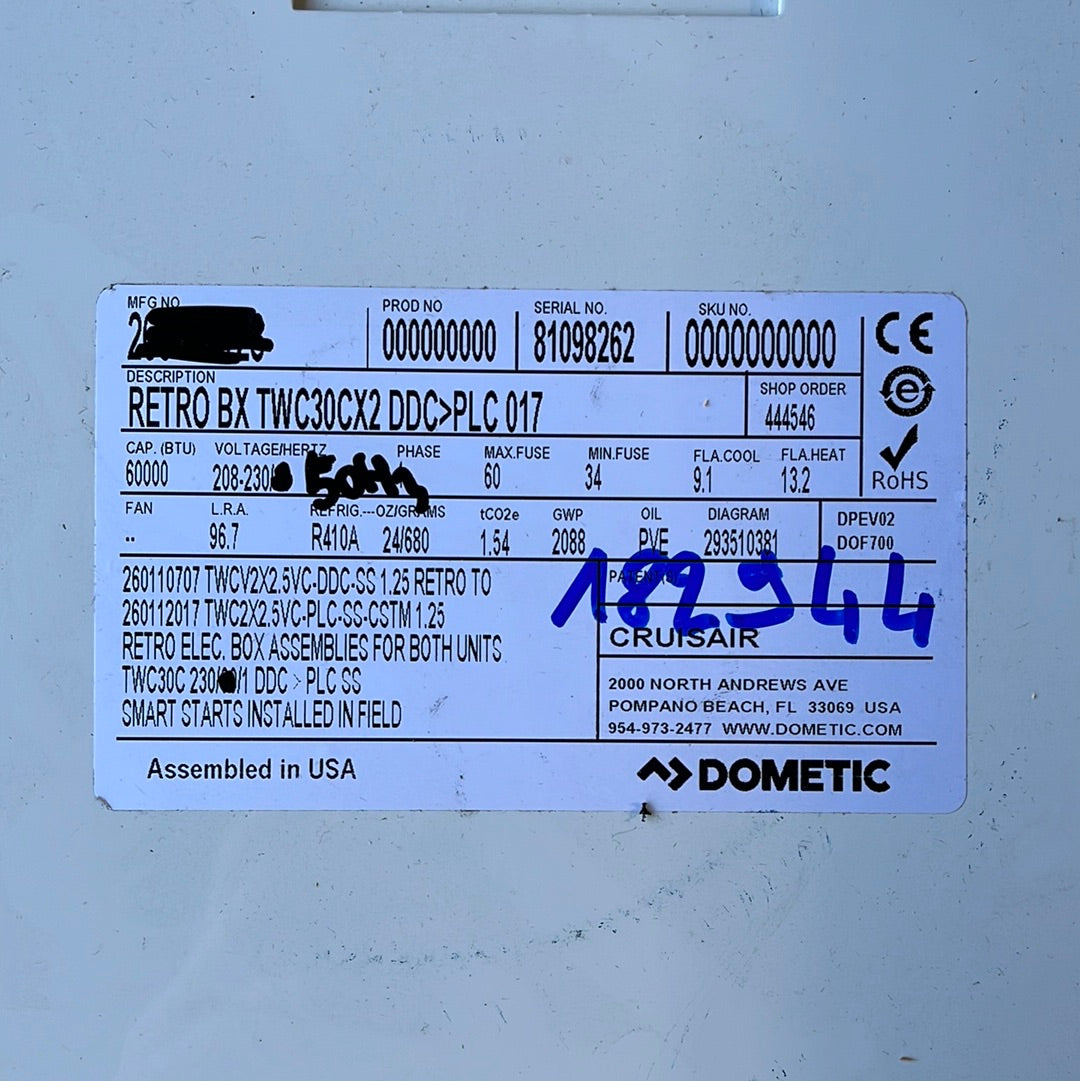 MFG NO
PROD NO
SERIAL NO.
SKU NO.
000000000
81098262
0000000000
CE
DESCRIPTION
RETRO BX TWC30CX2 DDC>PLC 017
SHOP ORDER
444546
e
RoHS
CAP. (BTU) VOLTAGE/HERTZ PHASE MAX.FUSE MIN.FUSE FLA.COOL FLA.HEAT
60000 208-230/ 50Hz 60 34 9.1 13.2
FAN L.R.A. REFRIG.---OZ/GRAMS tCO2e GWP OIL DIAGRAM
-- 96.7 R410A 24/680 1.54 2088 PVE 293510381
DPEV02
DOF700
260110707 TWCV2X2.5VC-DDC-SS 1.25 RETRO TO
260112017 TWC2X2.5VC-PLC-SS-CSTM 1.25
RETRO ELEC. BOX ASSEMBLIES FOR BOTH UNITS
TWC30C 230/ /1 DDC > PLC SS
SMART STARTS INSTALLED IN FIELD
182944
CRUISAIR
2000 NORTH ANDREWS AVE
POMPANO BEACH, FL 33069 USA
954-973-2477 WWW.DOMETIC.COM
Assembled in USA
DOMETIC